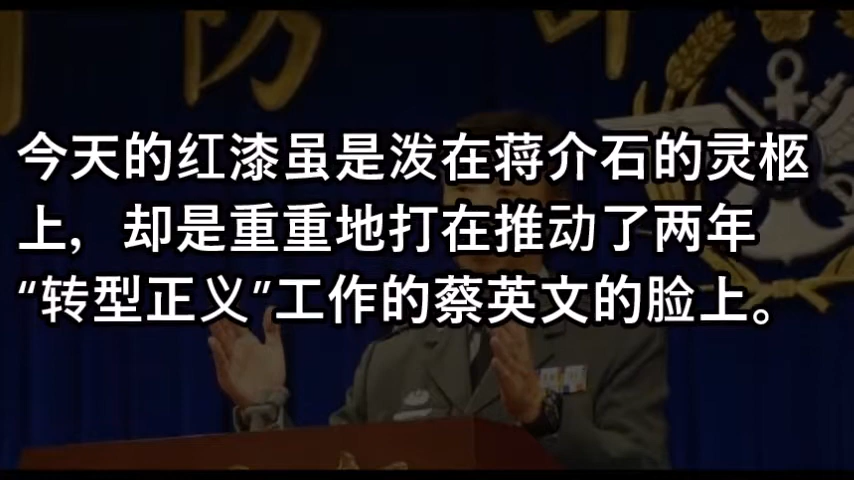 今天的红漆虽是泼在蒋介石的灵柩
上，却是重重地打在推动了两年
“转型正义”工作的蔡英文的脸上。